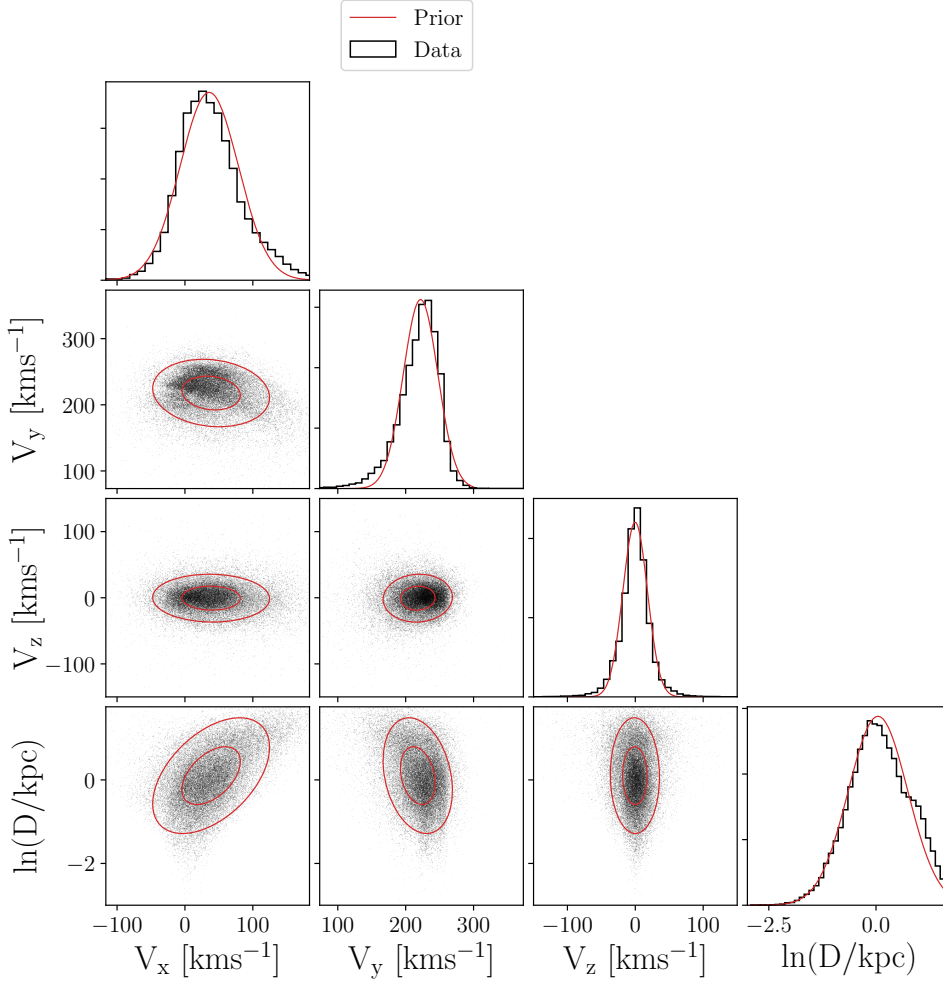 Prior
Data
300
200
100
V_y [kms⁻¹]
100
0
−100
V_z [kms⁻¹]
0
−2
ln(D/kpc)
−100 0 100
100 200 300
−100 0 100
−2.5 0.0
V_x [kms⁻¹]
V_y [kms⁻¹]
V_z [kms⁻¹]
ln(D/kpc)